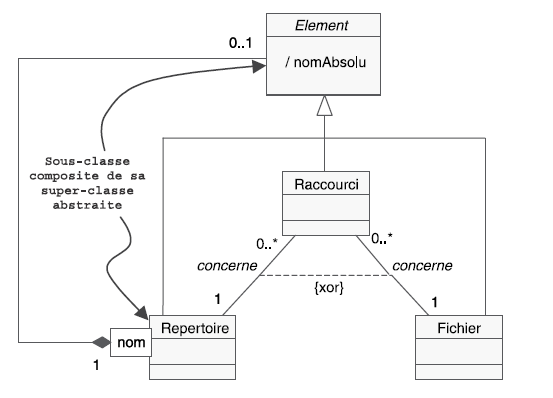 Element
0..1
/ nomAbsolu
Sous-classe
composite de sa
super-classe
abstraite
Raccourci
0..*
0..*
concerne
concerne
{xor}
1
1
Repertoire
Fichier
nom
1